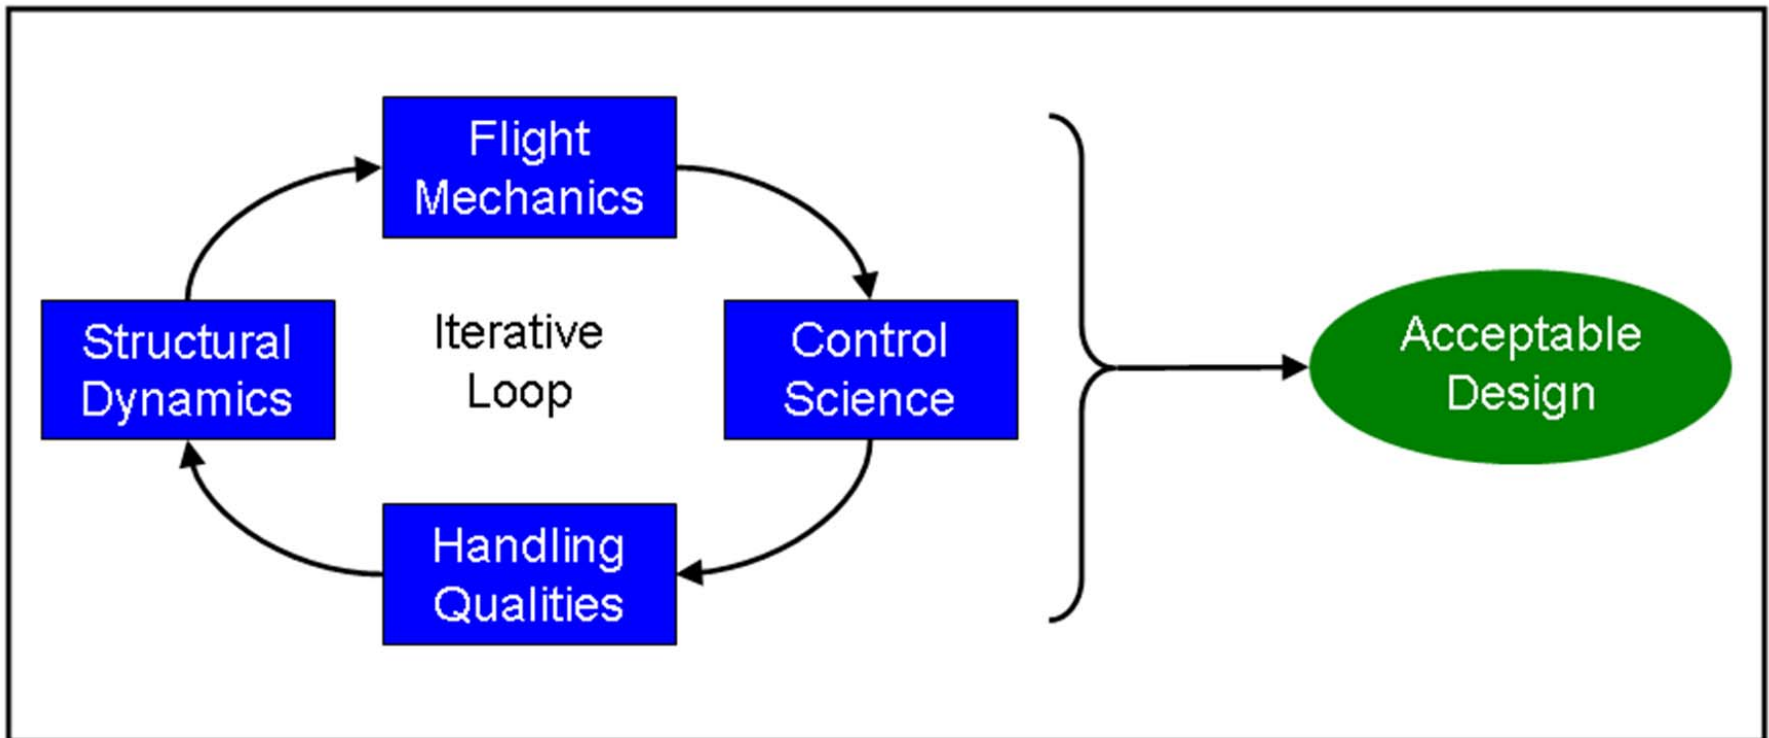 Flight
Mechanics
Structural
Dynamics
Iterative
Loop
Control
Science
Handling
Qualities
Acceptable
Design